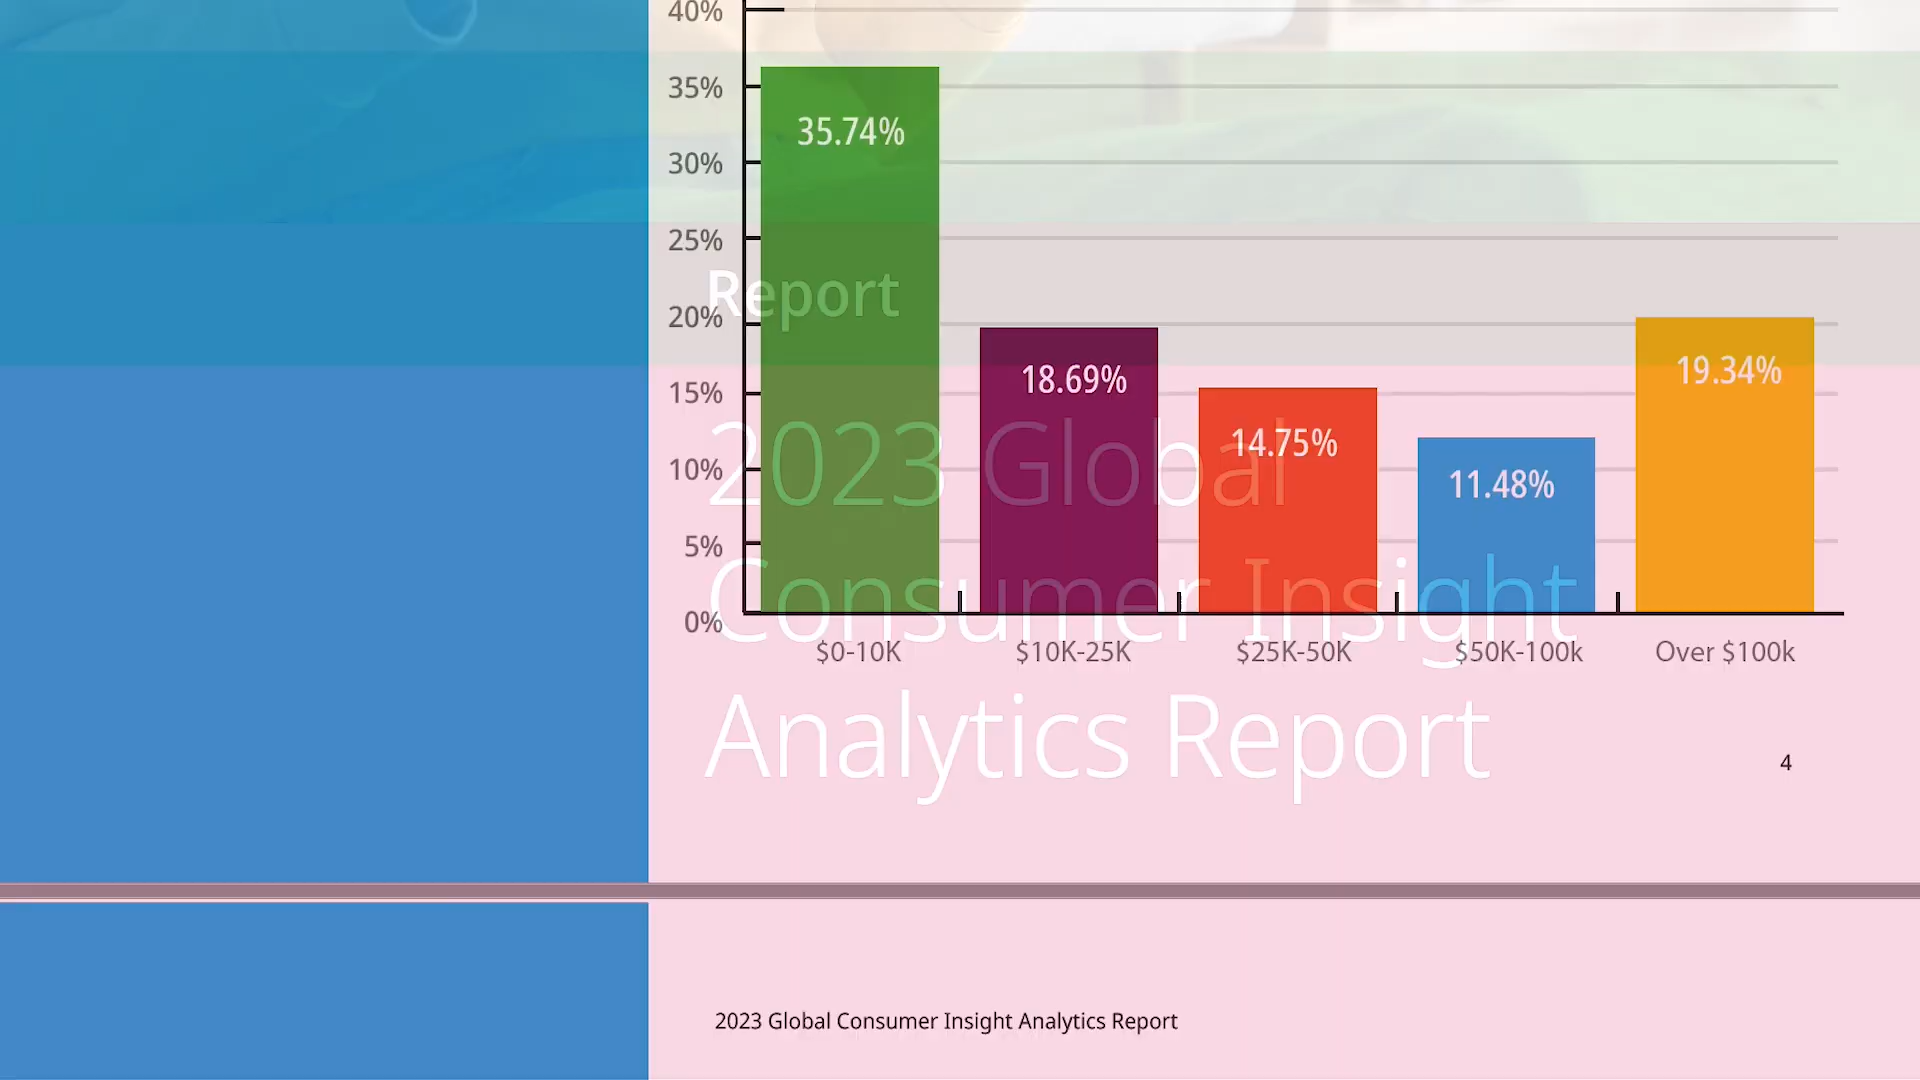 40%
35%
30%
25%
20%
15%
10%
5%
0%
35.74%
18.69%
14.75%
11.48%
19.34%
$0-10K
$10K-25K
$25K-50K
$50K-100k
Over $100k
Report
2023 Global
Consumer Insight
Analytics Report
4
2023 Global Consumer Insight Analytics Report